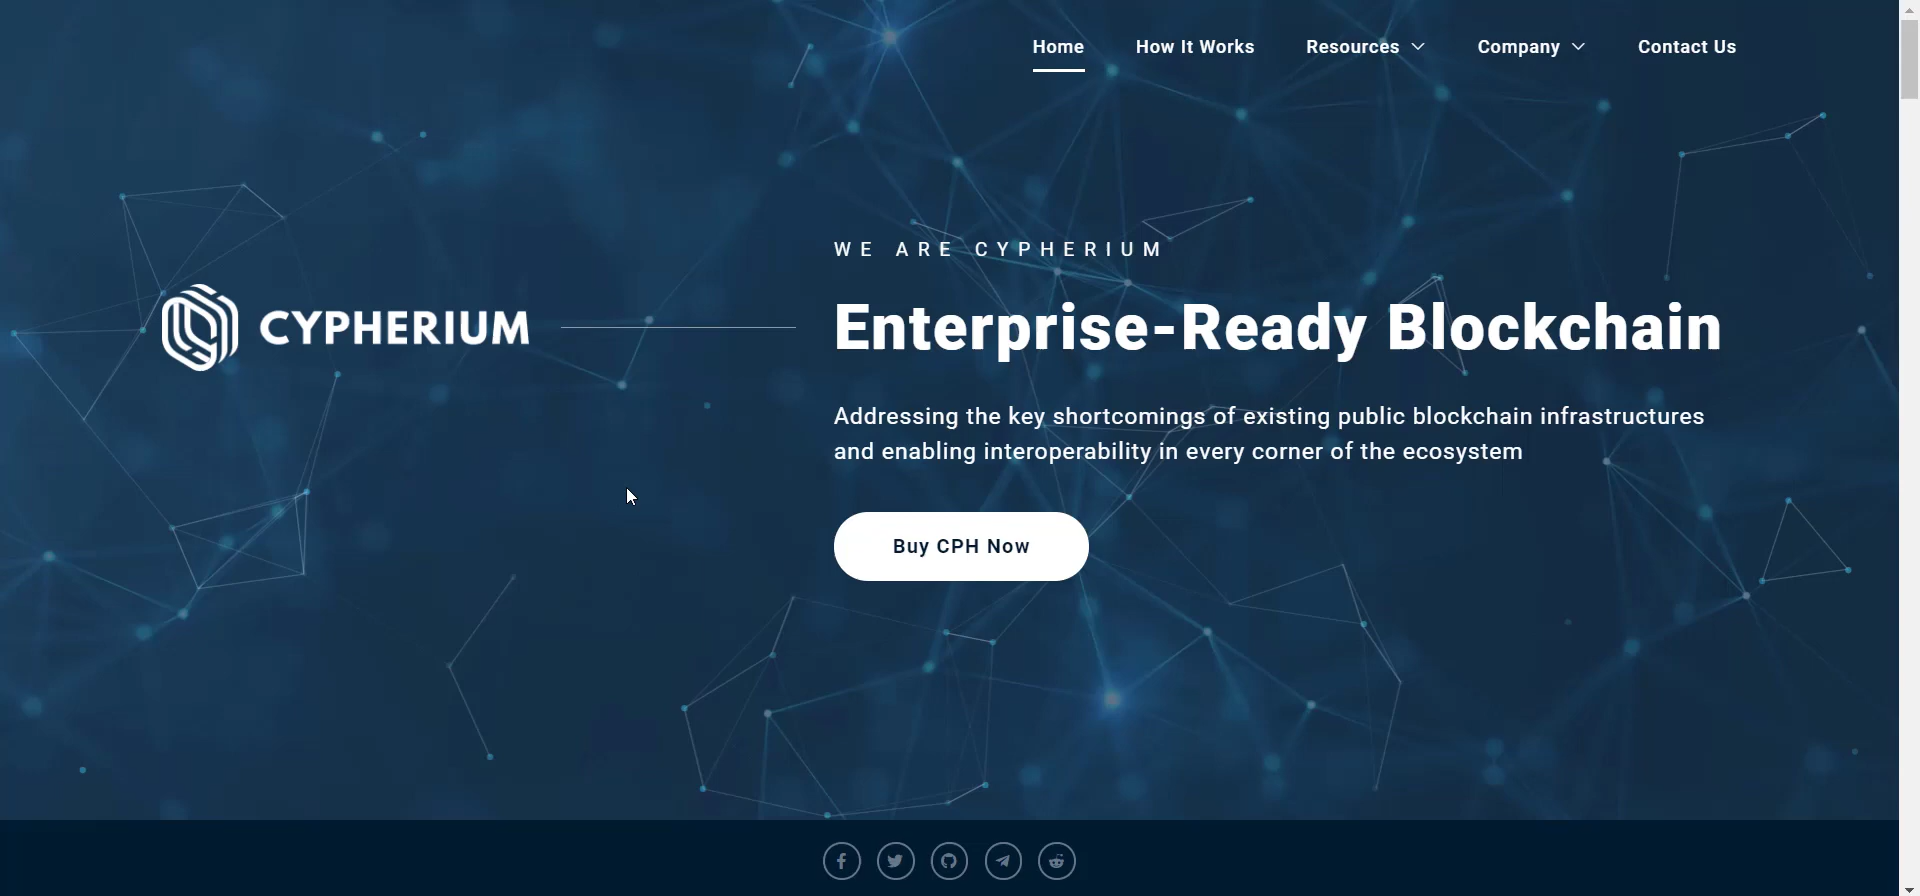 Home How It Works Resources Company Contact Us
WE ARE CYPHERIUM
CYPHERIUM
Enterprise-Ready Blockchain
Addressing the key shortcomings of existing public blockchain infrastructures
and enabling interoperability in every corner of the ecosystem
Buy CPH Now